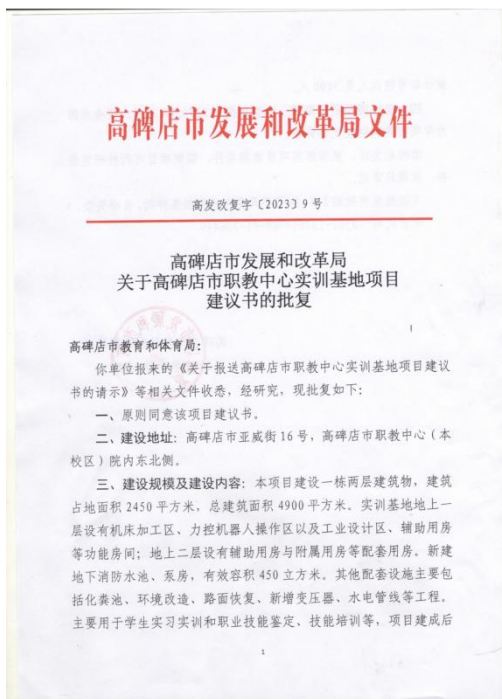 高碑店市发展和改革局文件
高发改复字〔2023〕9号
高碑店市发展和改革局
关于高碑店市职教中心实训基地项目
建议书的批复
高碑店市教育和体育局：
你单位报来的《关于报送高碑店市职教中心实训基地项目建议
书的请示》等相关文件收悉，经研究，现批复如下：
一、原则同意该项目建议书。
二、建设地址：高碑店市亚威街16号，高碑店市职教中心（本
校区）院内东北侧。
三、建设规模及建设内容：本项目建设一栋两层建筑物，建筑
占地面积2450平方米，总建筑面积4900平方米。实训基地地上一
层设有机床加工区、力控机器人操作区以及工业设计区、辅助用房
等功能房间；地上二层设有辅助用房与附属用房等配套用房。新建
地下消防水池、泵房，有效容积450立方米。其他配套设施主要包
括化粪池、环境改造、路面恢复、新增变压器、水电管线等工程。
主要用于学生实习实训和职业技能鉴定、技能培训等，项目建成后
1